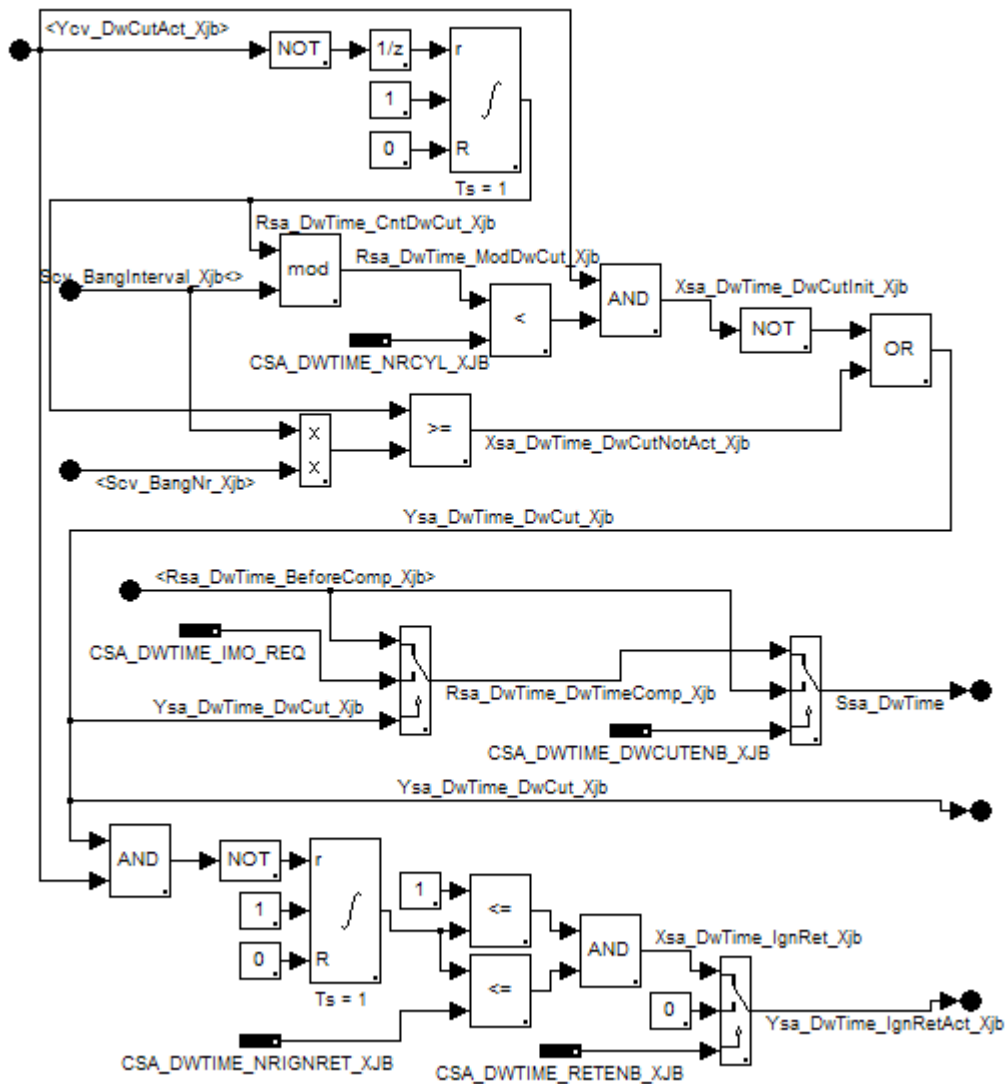 <Ycv_DwCutAct_Xjb>
NOT
1/z
r
1
0
R
Ts = 1
Rsa_DwTime_CntDwCut_Xjb
mod
Rsa_DwTime_ModDwCut_Xjb
Scv_BangInterval_Xjb<>
<
AND
Xsa_DwTime_DwCutInit_Xjb
NOT
OR
CSA_DWTIME_NRCYL_XJB
>=
X
X
Xsa_DwTime_DwCutNotAct_Xjb
<Scv_BangNr_Xjb>
Ysa_DwTime_DwCut_Xjb
<Rsa_DwTime_BeforeComp_Xjb>
CSA_DWTIME_IMO_REQ
Rsa_DwTime_DwTimeComp_Xjb
Ssa_DwTime
Ysa_DwTime_DwCut_Xjb
CSA_DWTIME_DWCUTENB_XJB
Ysa_DwTime_DwCut_Xjb
AND
NOT
r
1
0
R
Ts = 1
1
<=
<=
AND
Xsa_DwTime_IgnRet_Xjb
0
Ysa_DwTime_IgnRetAct_Xjb
CSA_DWTIME_NRIGNRET_XJB
CSA_DWTIME_RETENB_XJB